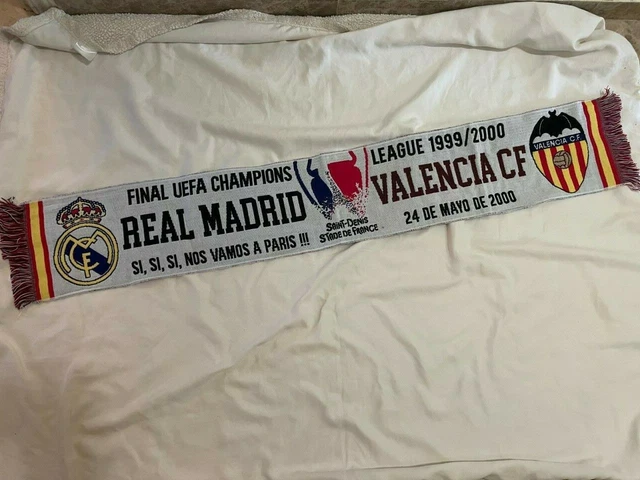 FINAL UEFA CHAMPIONS
REAL MADRID
SI, SI, SI, NOS VAMOS A PARIS !!!
SAINT-DENIS
STADE DE FRANCE
LEAGUE 1999/2000
VALENCIA CF
24 DE MAYO DE 2000
VALENCIA C.F.